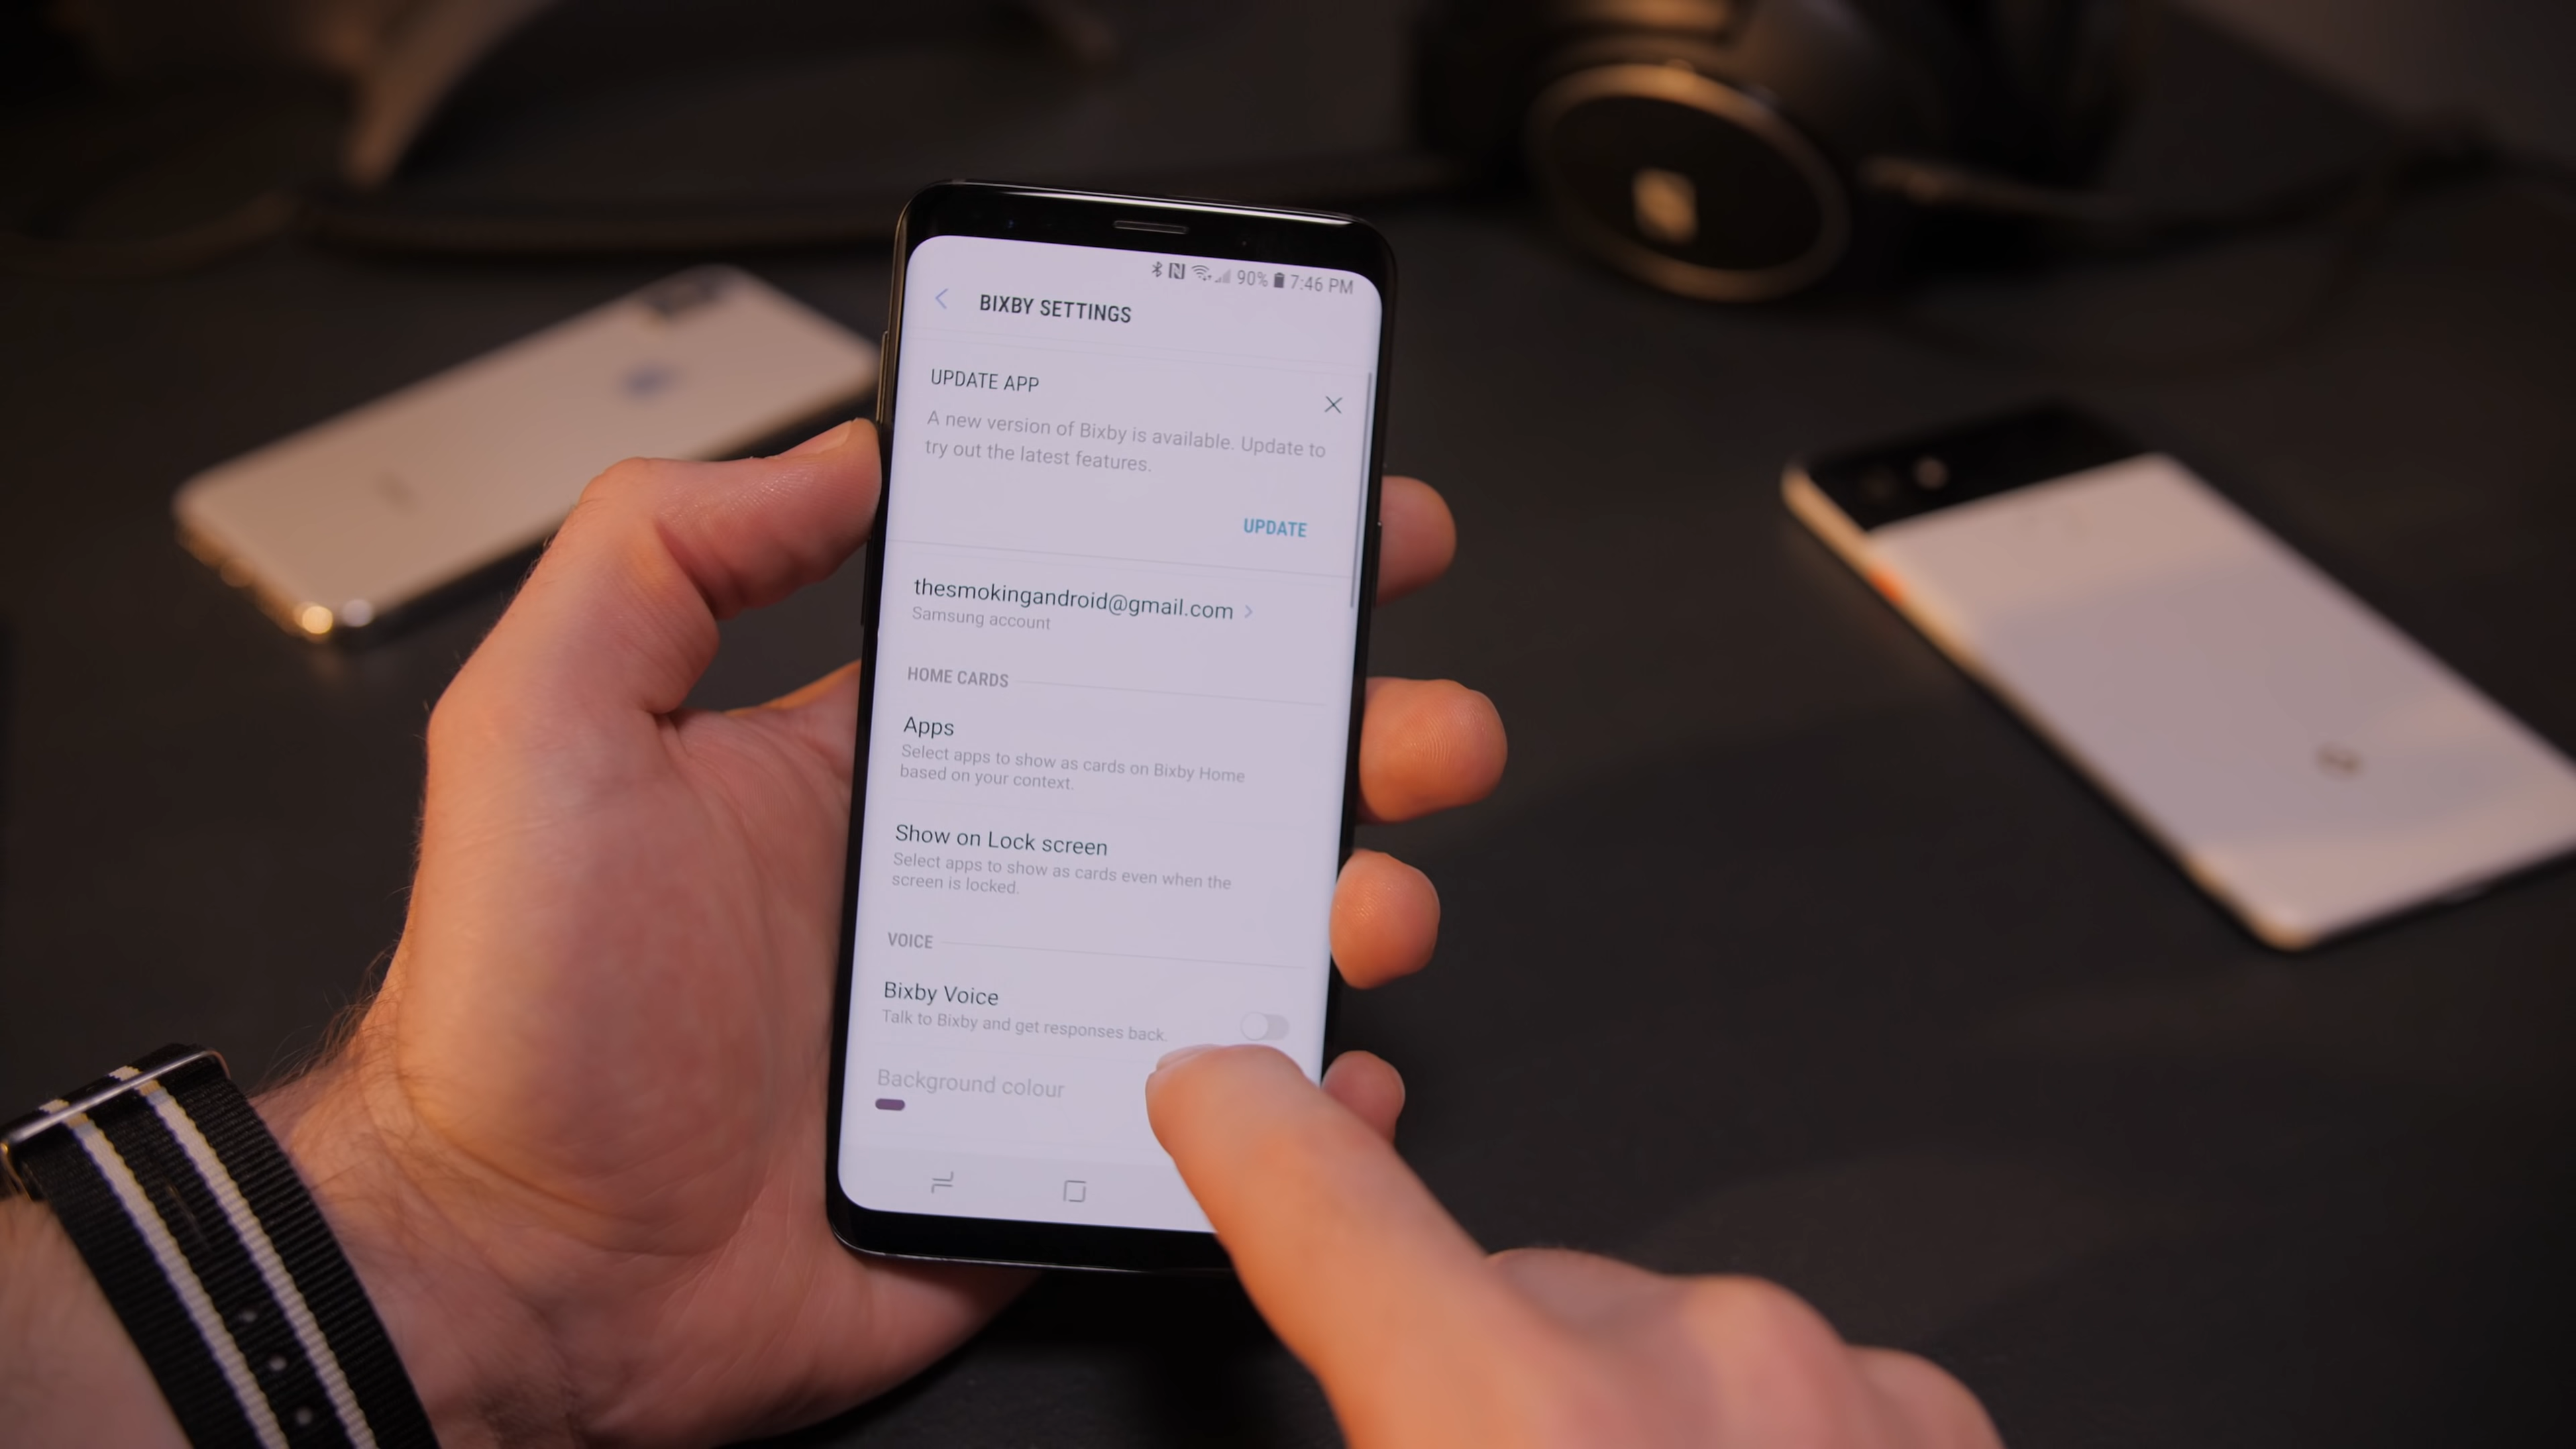 90% 7:46 PM
BIXBY SETTINGS
UPDATE APP
A new version of Bixby is available. Update to
try out the latest features.
UPDATE
thesmokingandroid@gmail.com
Samsung account
HOME CARDS
Apps
Select apps to show as cards on Bixby Home
based on your context.
Show on Lock screen
Select apps to show as cards even when the
screen is locked.
VOICE
Bixby Voice
Talk to Bixby and get responses back.
Background colour